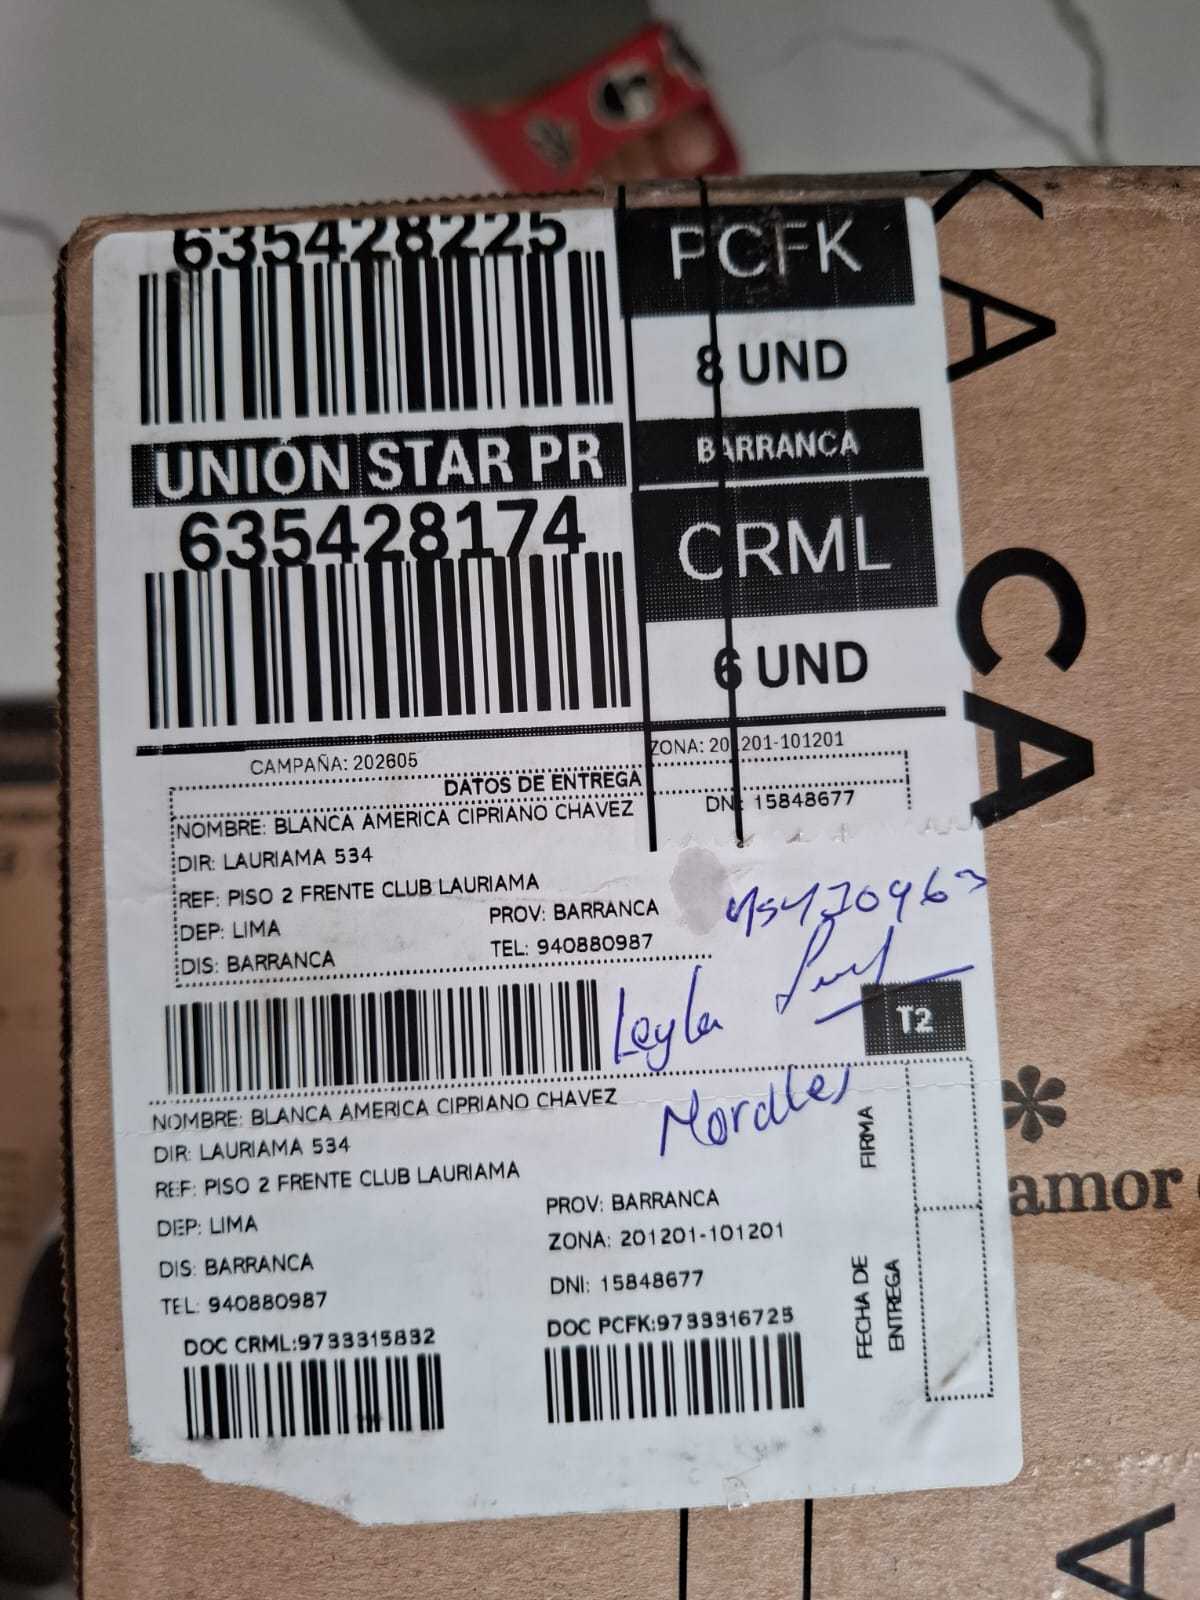 635428225
PCFK
8 UND
UNIÓN STAR PR
BARRANCA
635428174
CRML
6 UND
CAMPAÑA: 202605
ZONA: 201201-101201
DATOS DE ENTREGA
NOMBRE: BLANCA AMERICA CIPRIANO CHAVEZ
DNI: 15848677
DIR: LAURIAMA 534
REF: PISO 2 FRENTE CLUB LAURIAMA
DEP: LIMA
PROV: BARRANCA
DIS: BARRANCA
TEL: 940880987
Leyla
Morales
T2
NOMBRE: BLANCA AMERICA CIPRIANO CHAVEZ
DIR: LAURIAMA 534
REF: PISO 2 FRENTE CLUB LAURIAMA
DEP: LIMA
PROV: BARRANCA
ZONA: 201201-101201
DIS: BARRANCA
DNI: 15848677
TEL: 940880987
DOC CRML:9733315832
DOC PCFK:9733316725
FIRMA
FECHA DE
ENTREGA
KA
CA
amor
A